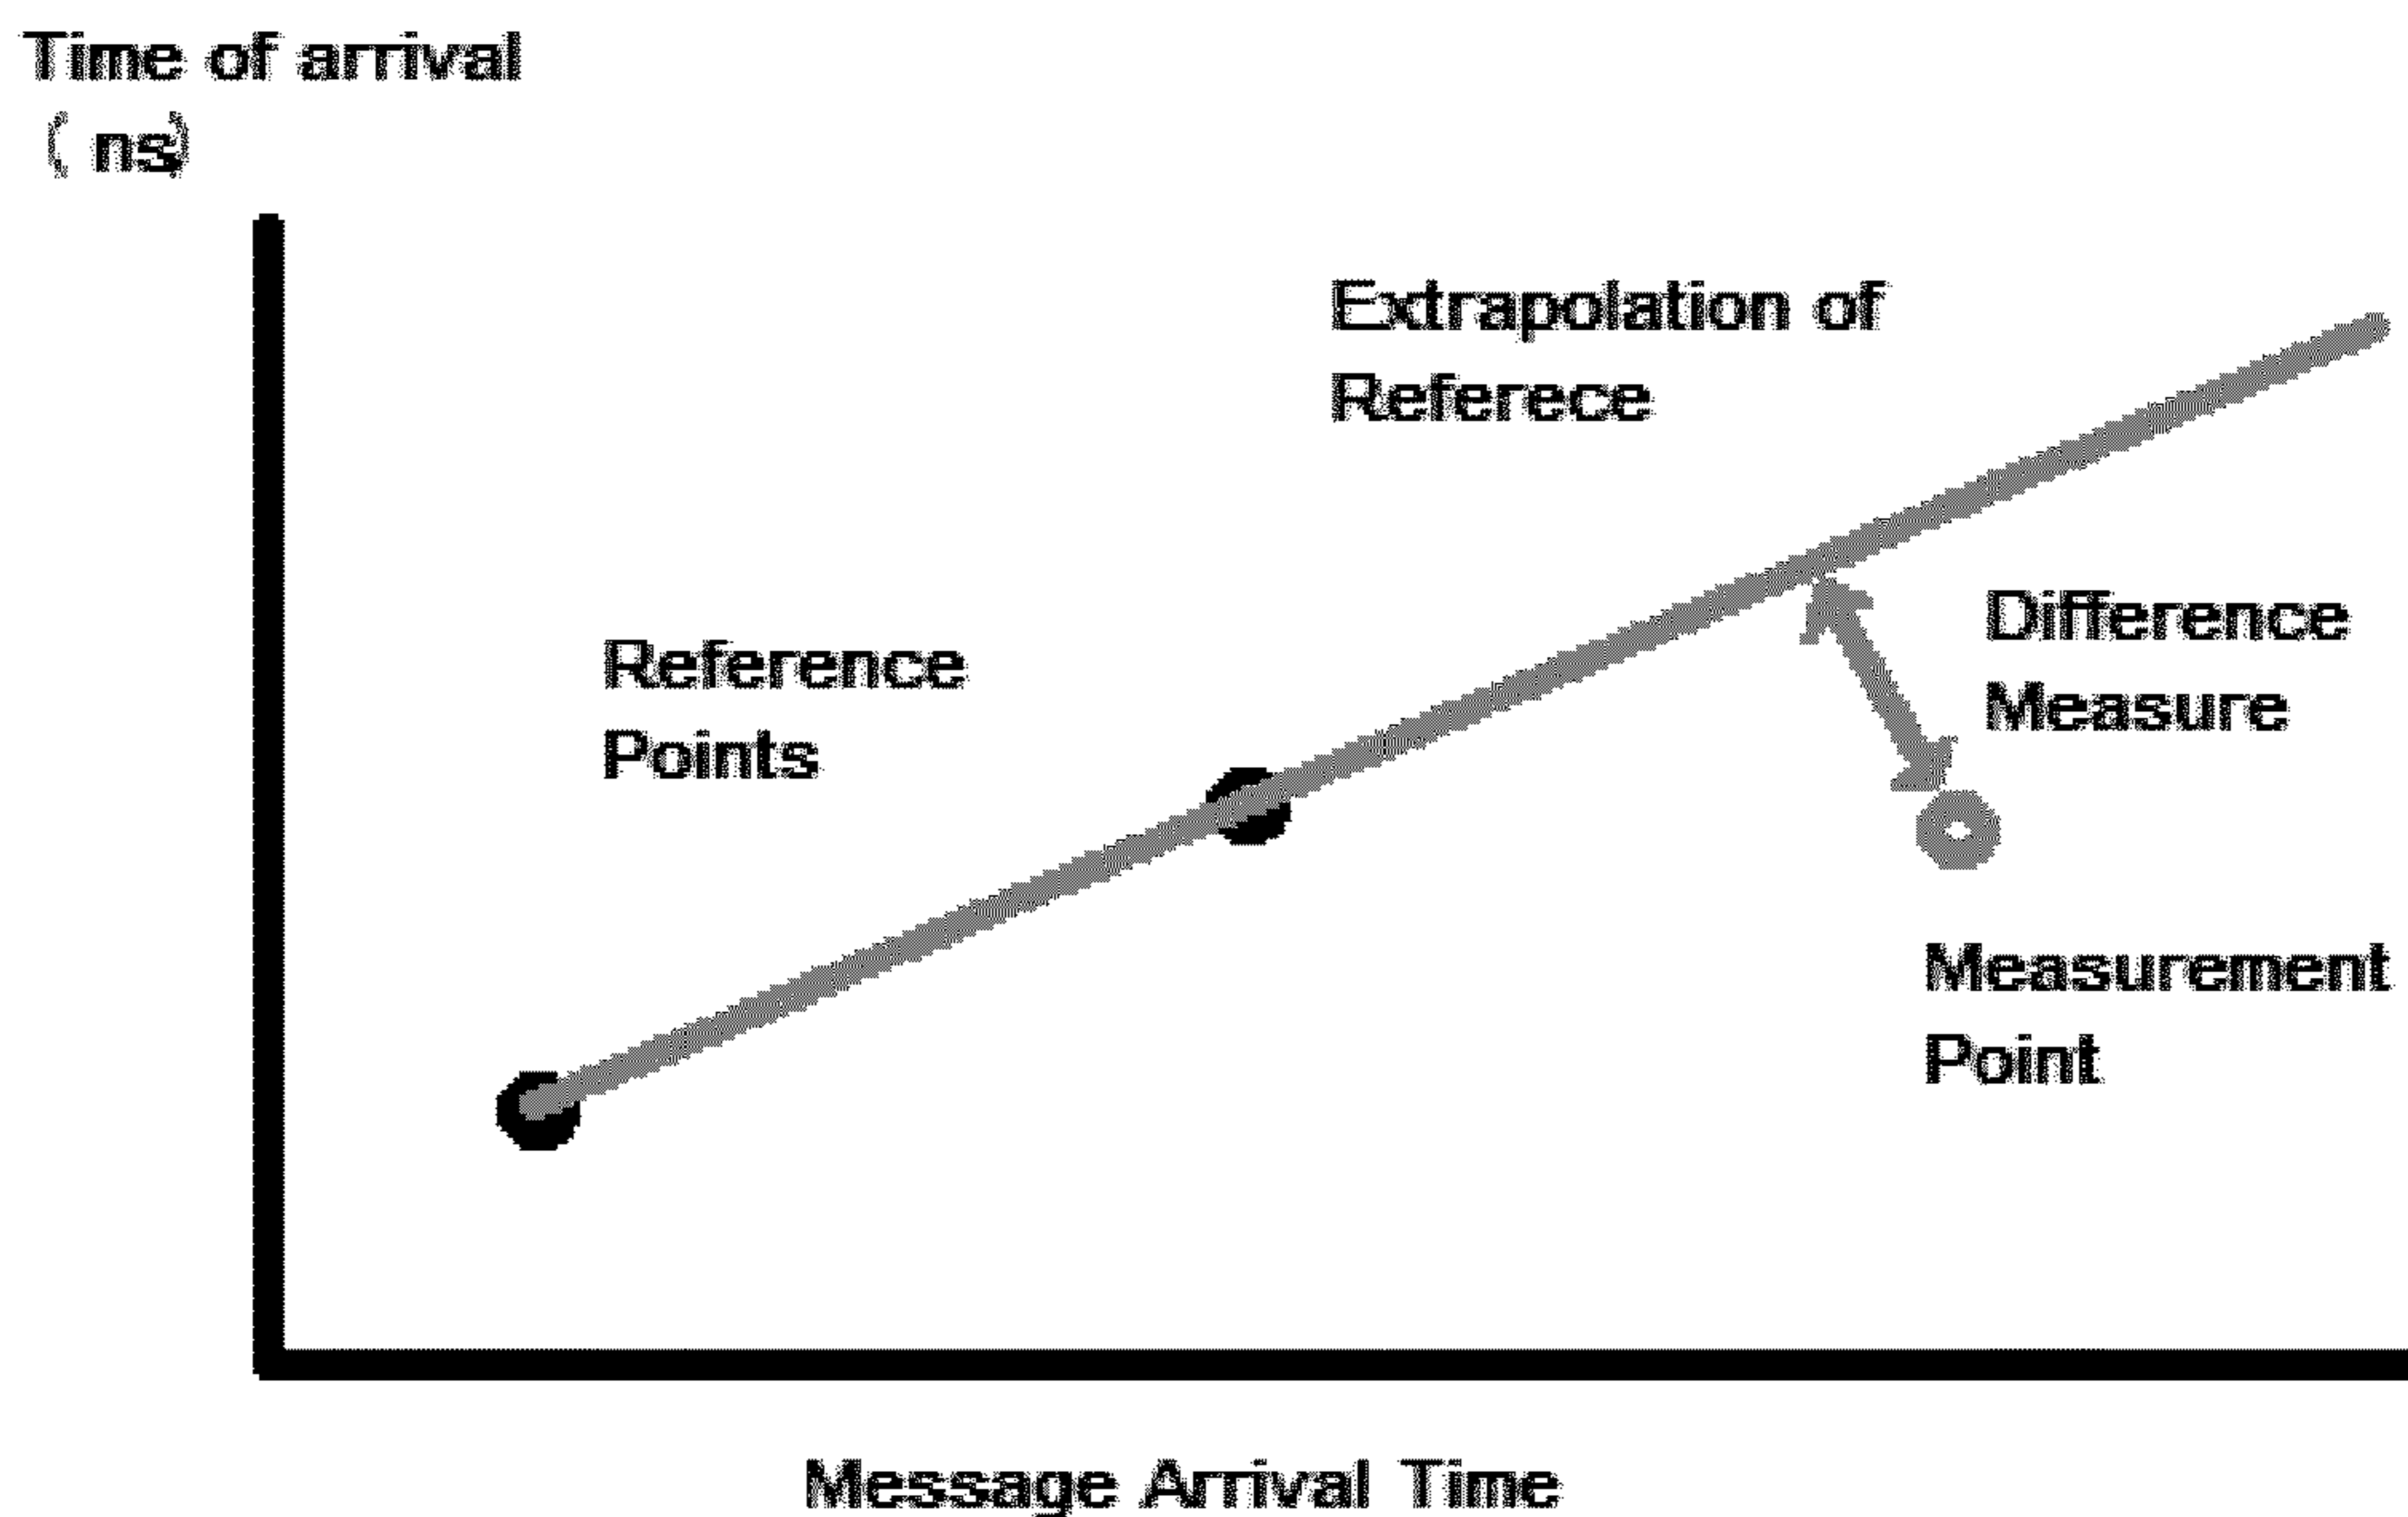 Time of arrival
( ns)
Extrapolation of
Referece
Reference
Points
Difference
Measure
Measurement
Point
Message Arrival Time